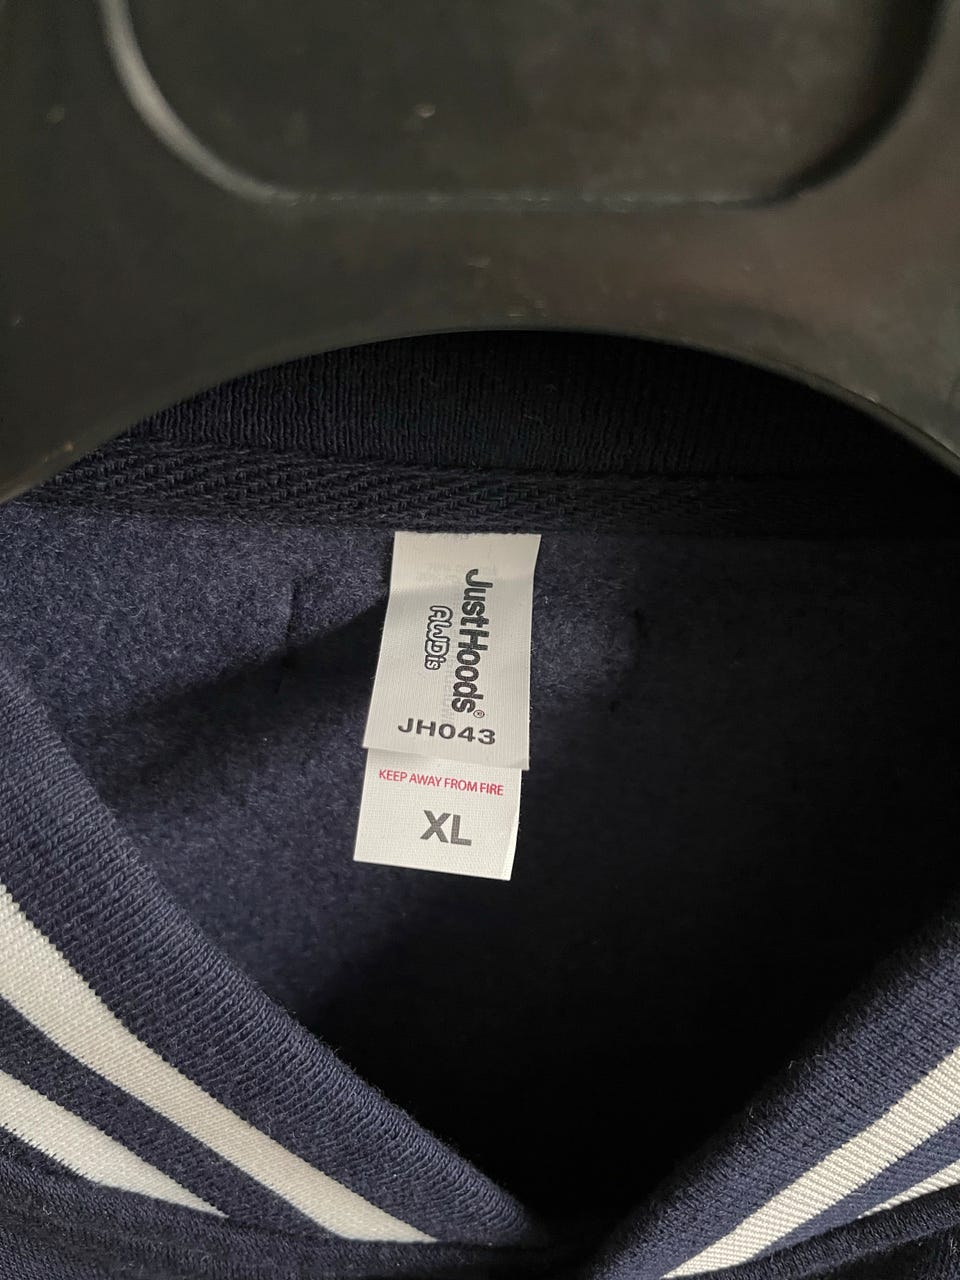 JustHoods®
AWDis
JH043
KEEP AWAY FROM FIRE
XL